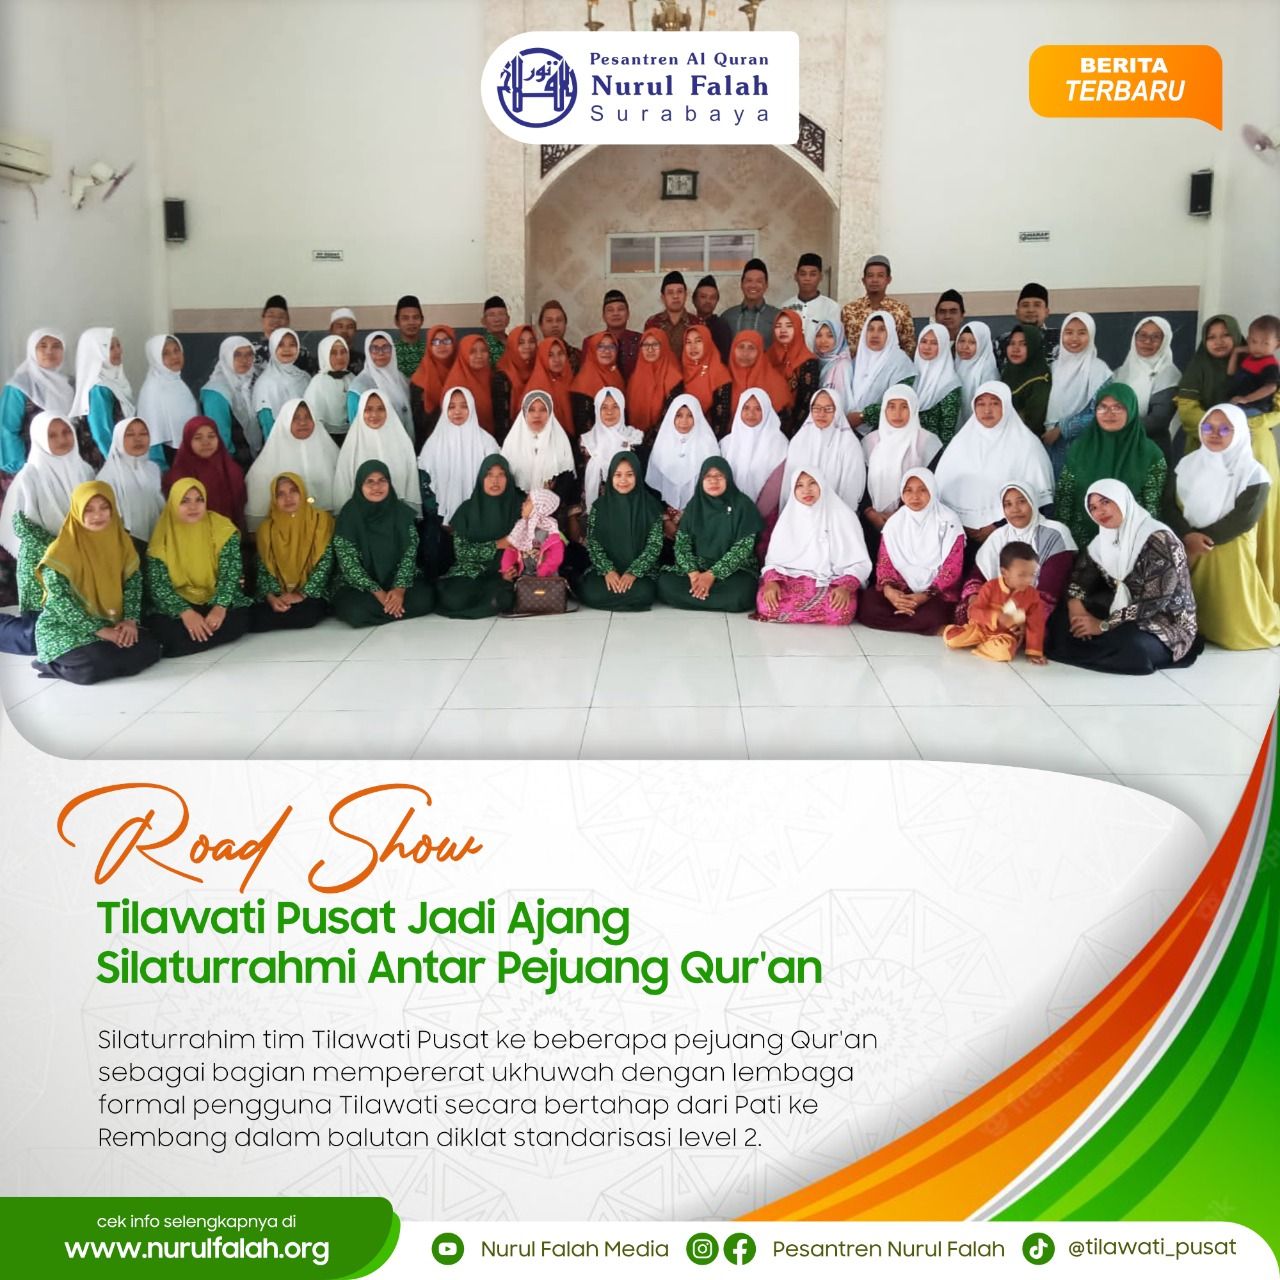 Pesantren Al Quran
Nurul Falah
Surabaya
BERITA
TERBARU
Road Show
Tilawati Pusat Jadi Ajang
Silaturrahmi Antar Pejuang Qur'an
Silaturrahim tim Tilawati Pusat ke beberapa pejuang Qur'an
sebagai bagian mempererat ukhuwah dengan lembaga
formal pengguna Tilawati secara bertahap dari Pati ke
Rembang dalam balutan diklat standarisasi level 2.
cek info selengkapnya di
www.nurulfalah.org
Nurul Falah Media
Pesantren Nurul Falah
@tilawati_pusat